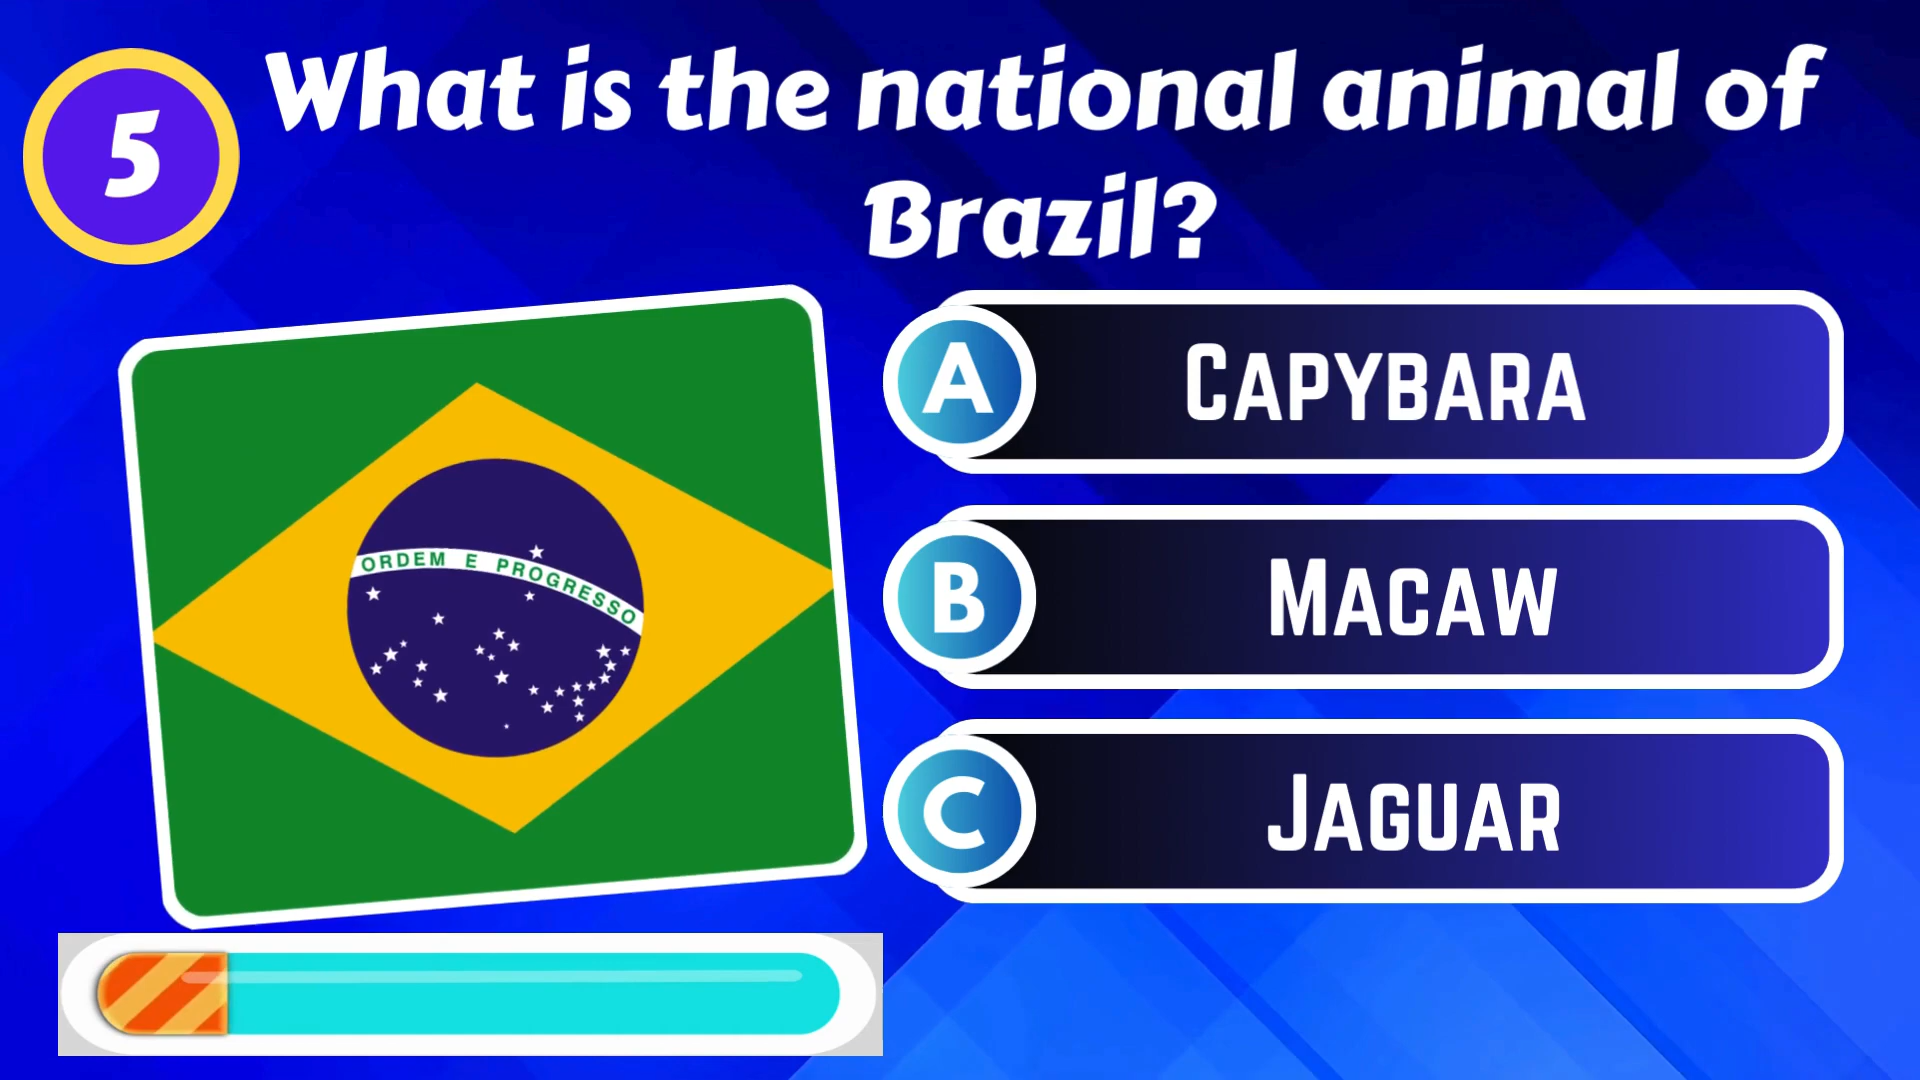 5
What is the national animal of
Brazil?
A CAPYBARA
B MACAW
C JAGUAR
ORDEM E PROGRESSO